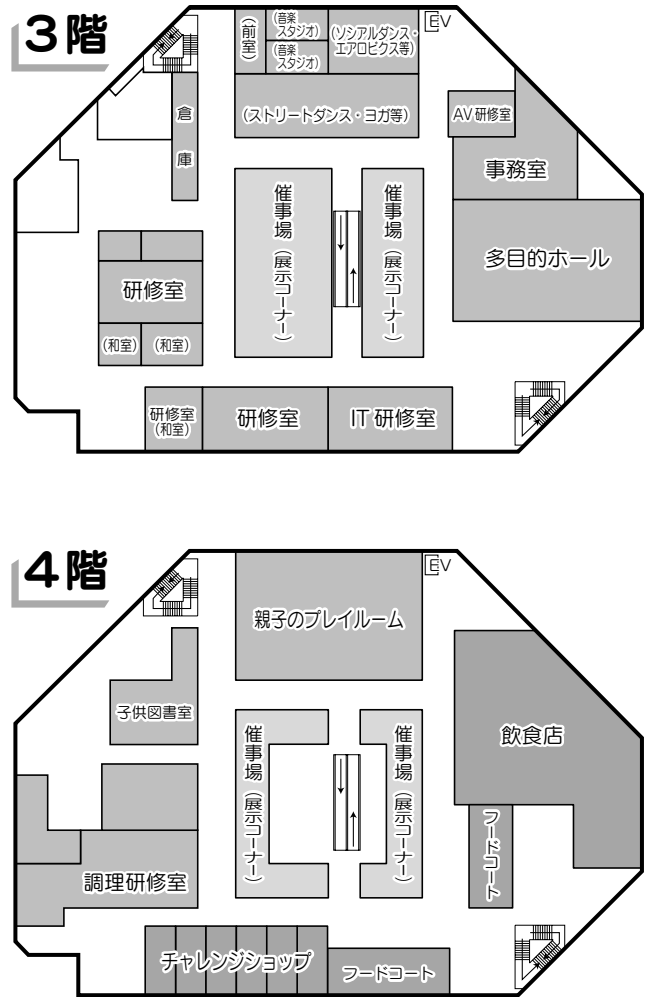 3階
(前室)
(音楽
スタジオ)
(音楽
スタジオ)
(ソシアルダンス・
エアロビクス等)
EV
倉庫
(ストリートダンス・ヨガ等)
AV研修室
事務室
催事場(展示コーナー)
催事場(展示コーナー)
多目的ホール
研修室
(和室)
(和室)
研修室
(和室)
研修室
IT研修室
4階
EV
親子のプレイルーム
子供図書室
催事場(展示コーナー)
催事場(展示コーナー)
飲食店
フードコート
調理研修室
チャレンジショップ
フードコート